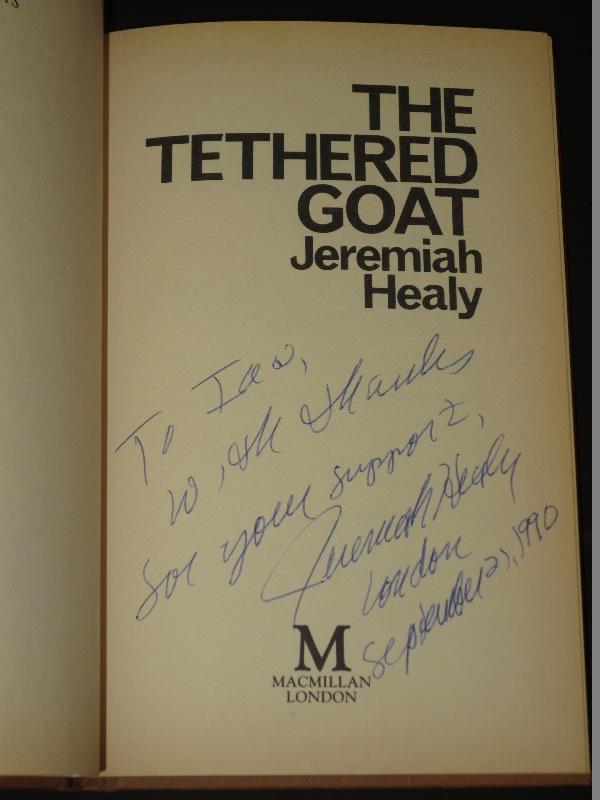 THE
TETHERED
GOAT
Jeremiah
Healy
To Ian,
With thanks
for your support,
Jeremiah Healy
London
September 1990
M
MACMILLAN
LONDON